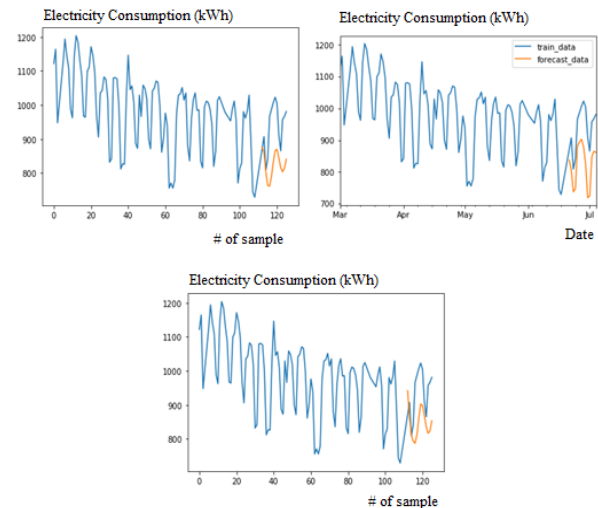 Electricity Consumption (kWh)
1200
1100
1000
900
800
0 20 40 60 80 100 120
# of sample
Electricity Consumption (kWh)
train_data
forecast_data
1200
1100
1000
900
800
700
Mar Apr May Jun Jul
Date
Electricity Consumption (kWh)
1200
1100
1000
900
800
0 20 40 60 80 100 120
# of sample